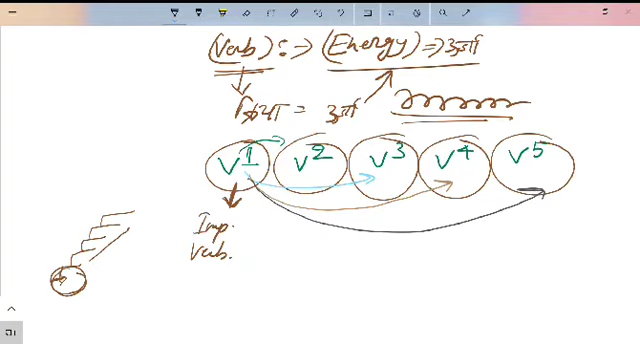 (Verb) :→ (Energy) ⇒ ऊर्जा
क्रिया = ऊर्जा
V1 V2 V3 V4 V5
Imp.
Verb.